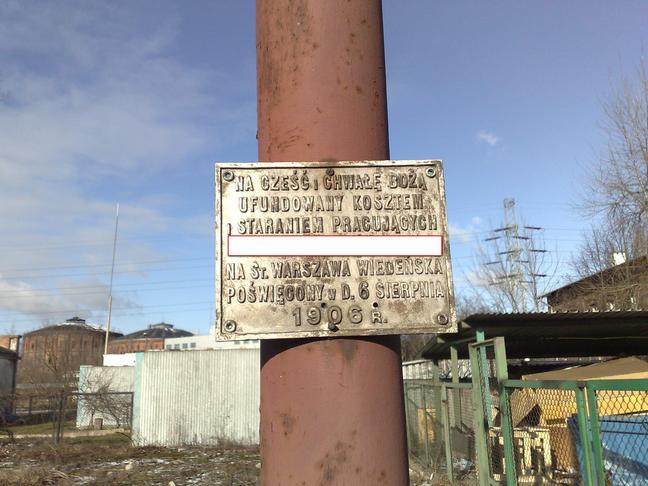 NA CZEŚĆ i CHWAŁĘ BOŻĄ
UFUNDOWANY KOSZTEM
i STARANIEM PRACUJĄCYCH
NA ST. WARSZAWA WIEDEŃSKA
POŚWIĘCONY W D. 6 SIERPNIA
1906 R.